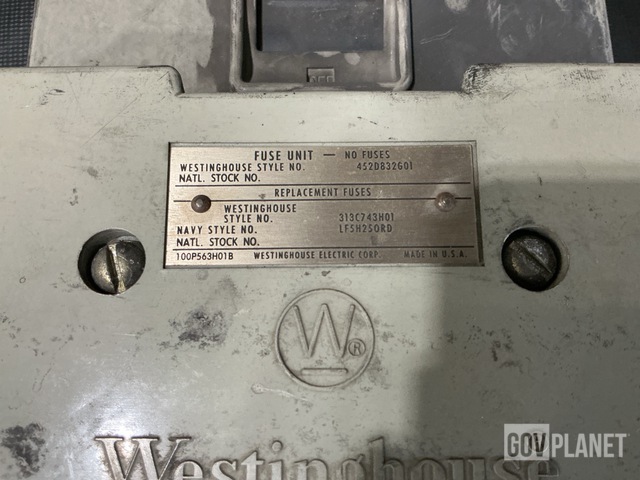 FUSE UNIT — NO FUSES
WESTINGHOUSE STYLE NO. 452D832G01
NATL. STOCK NO.
REPLACEMENT FUSES
WESTINGHOUSE
STYLE NO. 313C743H01
NAVY STYLE NO. LFSH250RD
NATL. STOCK NO.
100P563H01B WESTINGHOUSE ELECTRIC CORP. MADE IN U.S.A.
W®
Westinghouse
GOVPLANET